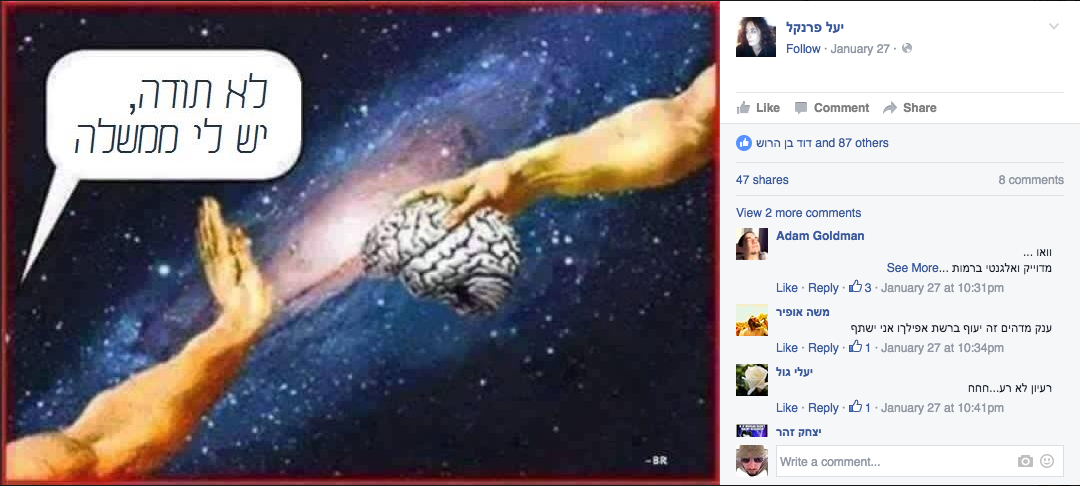 לא תודה,
יש לי ממשלה
-BR
יעל פרנקל
Follow · January 27 ·
Like Comment Share
דוד בן הרוש and 87 others
47 shares 8 comments
View 2 more comments
Adam Goldman
וואו ...
מדוייק ואלגנטי ברמות ...See More
Like · Reply · 3 · January 27 at 10:31pm
משה אופיר
ענק מדהים זה יעוף ברשת אפילךו אני ישתף
Like · Reply · 1 · January 27 at 10:34pm
יעלי גול
רעיון לא רע...חחח
Like · Reply · 1 · January 27 at 10:41pm
יצחק זהר
Write a comment...